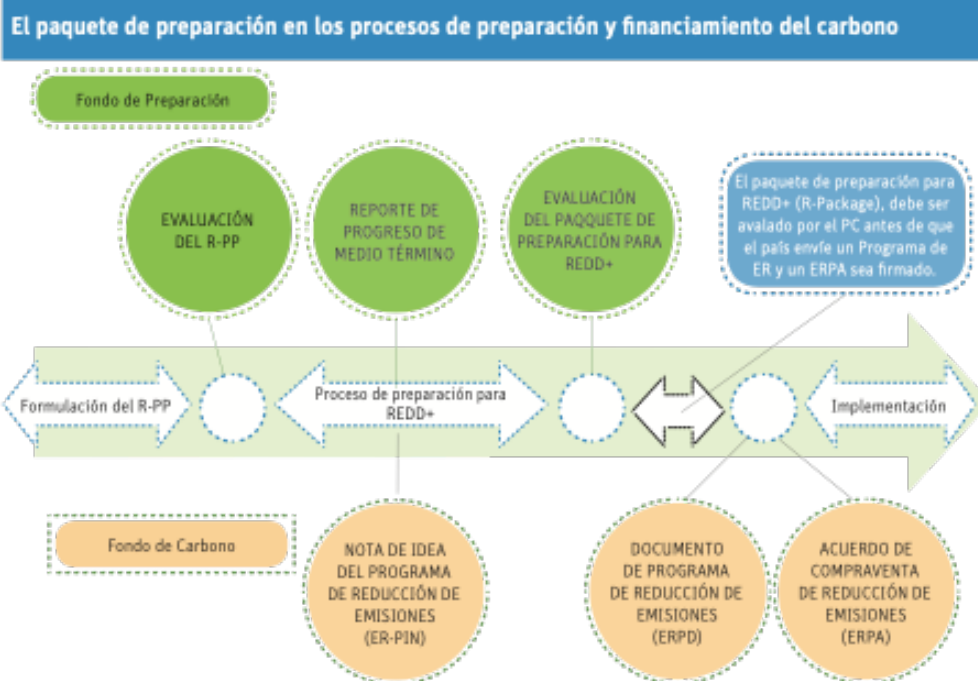 El paquete de preparación en los procesos de preparación y financiamiento del carbono
Fondo de Preparación
EVALUACIÓN
DEL R-PP
REPORTE DE
PROGRESO DE
MEDIO TÉRMINO
EVALUACIÓN
DEL PAQQUETE DE
PREPARACIÓN PARA
REDD+
El paquete de preparación para
REDD+ (R-Package), debe ser
avalado por el PC antes de que
el país envíe un Programa de
ER y un ERPA sea firmado.
Formulación del R-PP
Proceso de preparación para
REDD+
Implementación
Fondo de Carbono
NOTA DE IDEA
DEL PROGRAMA
DE REDUCCIÓN DE
EMISIONES
(ER-PIN)
DOCUMENTO
DE PROGRAMA
DE REDUCCIÓN DE
EMISIONES
(ERPD)
ACUERDO DE
COMPRAVENTA
DE REDUCCIÓN DE
EMISIONES
(ERPA)